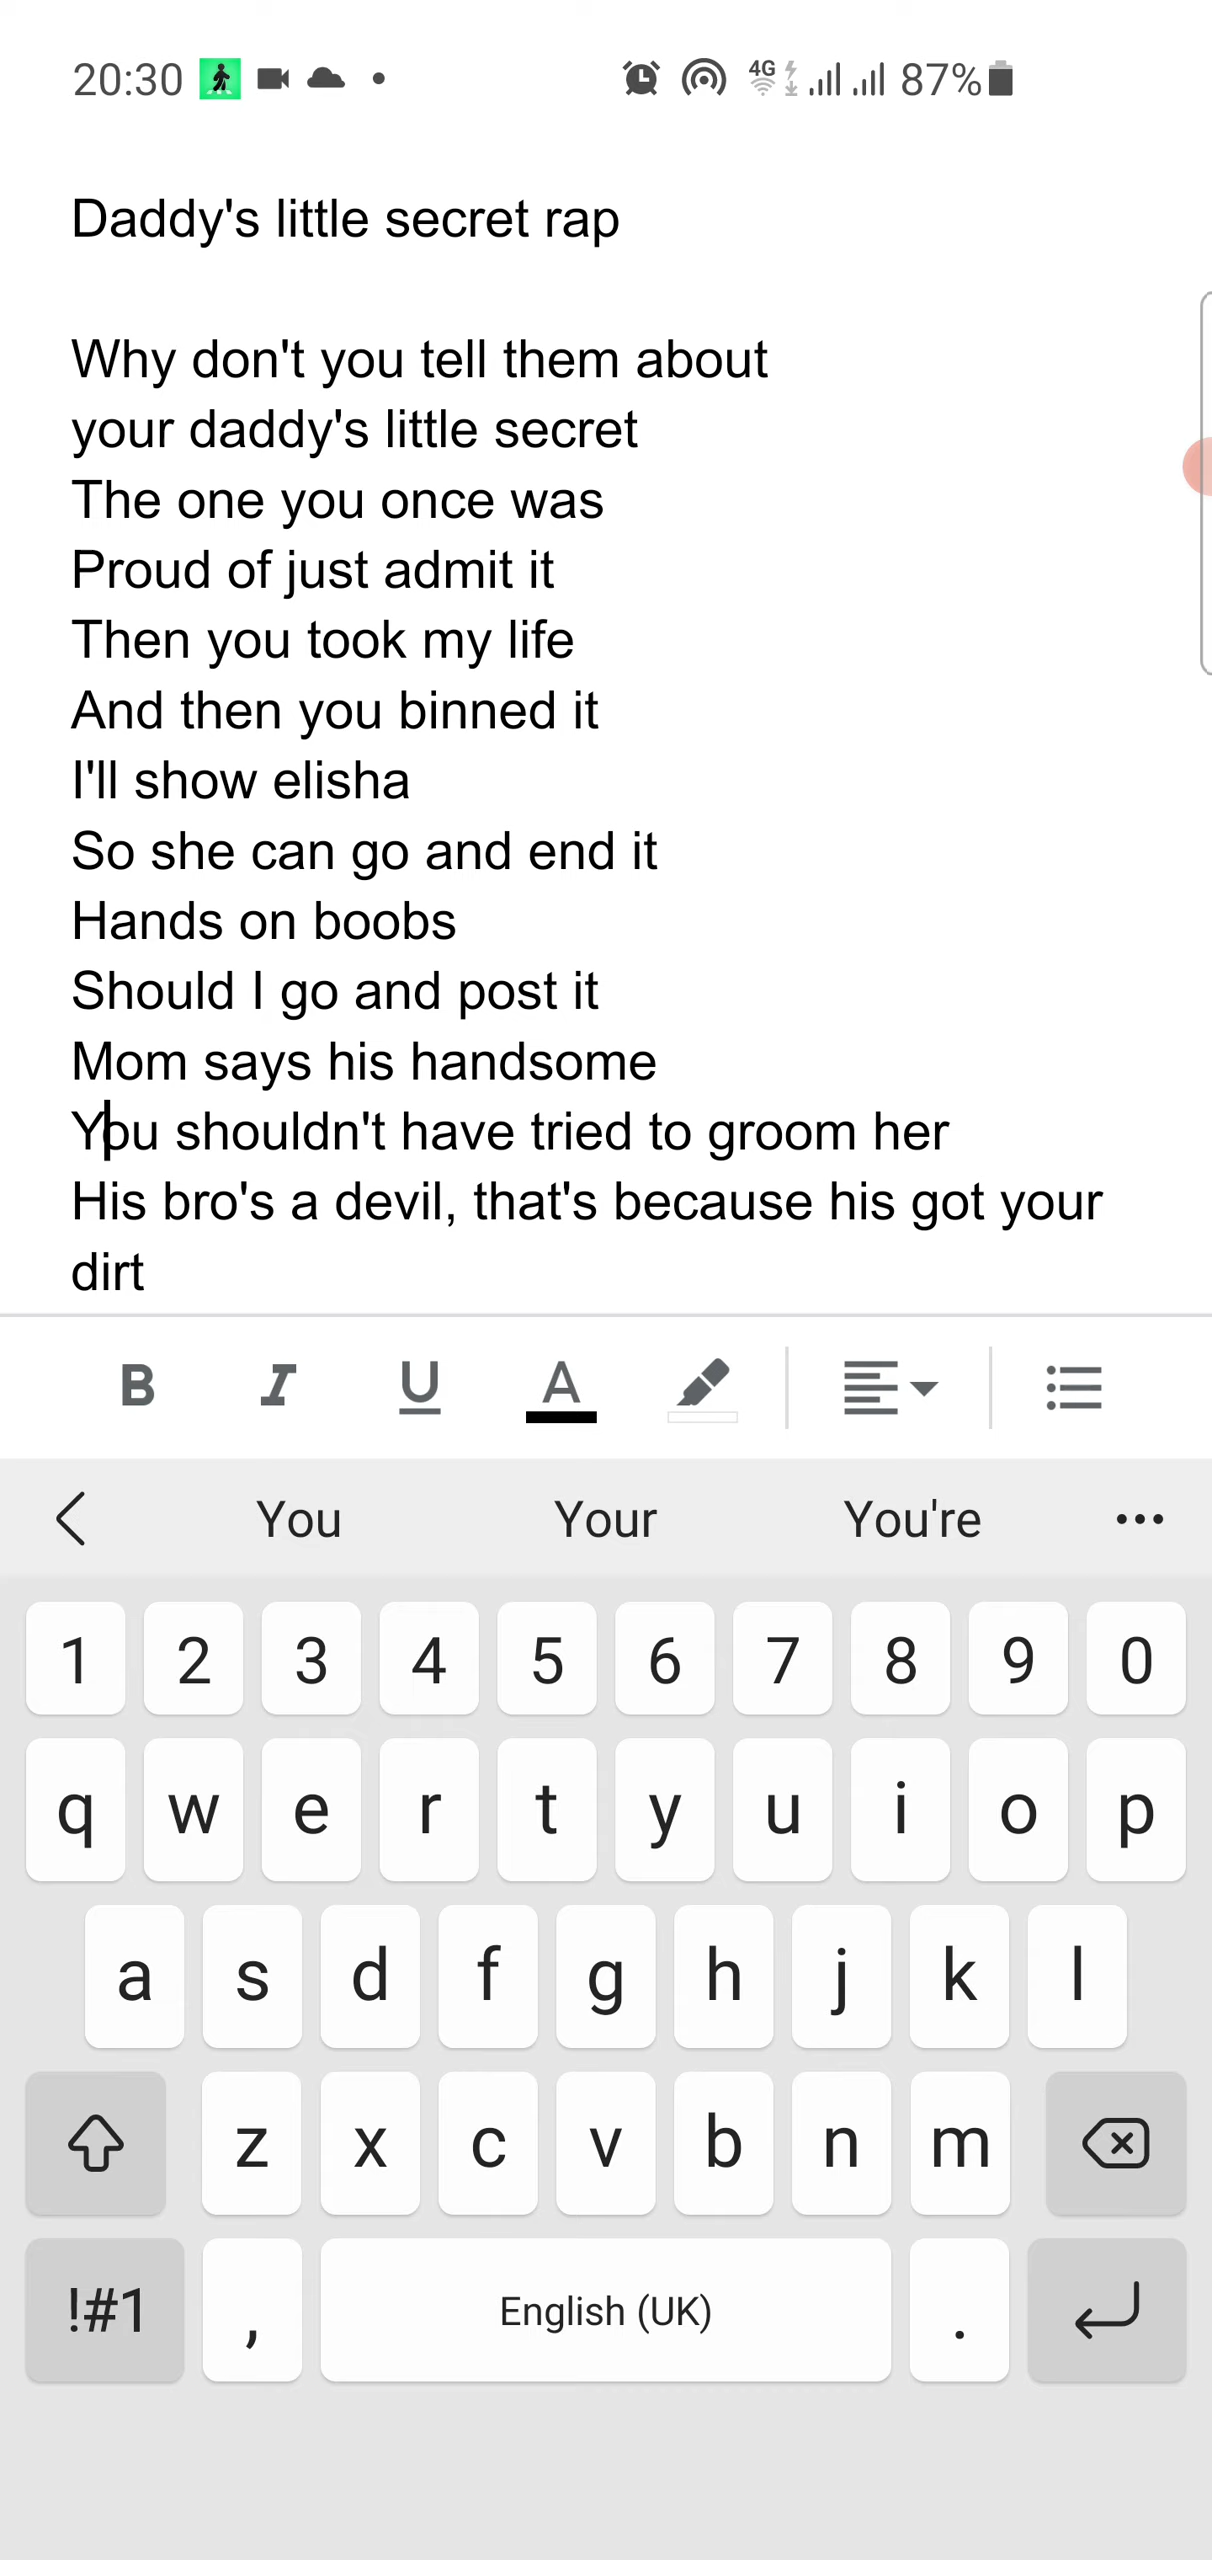 20:30
4G
87%
Daddy's little secret rap
Why don't you tell them about
your daddy's little secret
The one you once was
Proud of just admit it
Then you took my life
And then you binned it
I'll show elisha
So she can go and end it
Hands on boobs
Should I go and post it
Mom says his handsome
You shouldn't have tried to groom her
His bro's a devil, that's because his got your
dirt
B I U A
You Your You're
1 2 3 4 5 6 7 8 9 0
q w e r t y u i o p
a s d f g h j k l
z x c v b n m
!#1 , English (UK) .